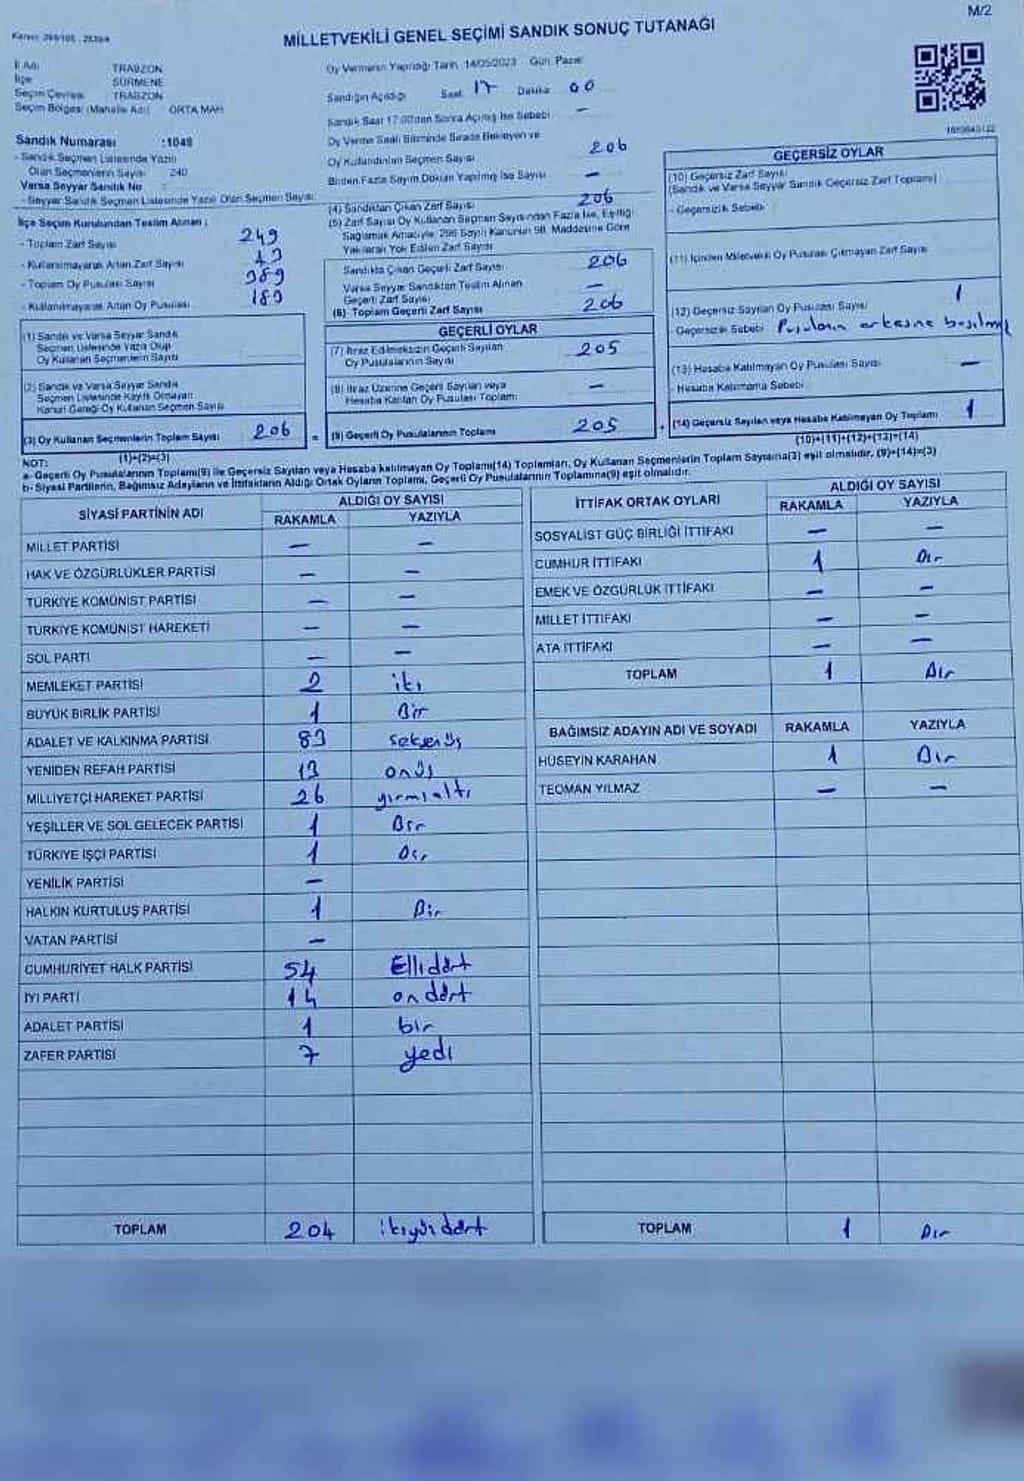 M/2
MİLLETVEKİLİ GENEL SEÇİMİ SANDIK SONUÇ TUTANAĞI
İl Adı TRABZON
İlçe SÜRMENE
Seçim Çevresi TRABZON
Seçim Bölgesi (Mahalle Adı) ORTA MAH
Sandık Numarası :1049
- Sandık Seçmen Listesinde Yazılı
Olan Seçmenlerin Sayısı 240
Varsa Seyyar Sandık No :
- Seyyar Sandık Seçmen Listesinde Yazılı Olan Seçmen Sayısı
İlçe Seçim Kurulundan Teslim Alınan :
- Toplam Zarf Sayısı 249
- Kullanılmayarak Artan Zarf Sayısı
- Toplam Oy Pusulası Sayısı 389
- Kullanılmayarak Artan Oy Pusulası 183
Oy Vermenin Yapıldığı Tarih 14/05/2023 Gün Pazar
Sandığın Açıldığı Saat 17 Dakika 00
Sandık Saat 17:00'den Sonra Açılmış İse Sebebi —
Oy Verme Saati Bitiminde Sırada Bekleyen ve
Oy Kullandırılan Seçmen Sayısı 206
Birden Fazla Sayım Döküm Yapılmış İse Sayısı —
(4) Sandıktan Çıkan Zarf Sayısı 206
(5) Zarf Sayısı Oy Kullanan Seçmen Sayısından Fazla İse, Eşitliği
Sağlamak Amacıyla, 298 Sayılı Kanunun 98. Maddesine Göre
Yakılarak Yok Edilen Zarf Sayısı
Sandıkta Çıkan Geçerli Zarf Sayısı 206
Varsa Seyyar Sandıktan Teslim Alınan
Geçerli Zarf Sayısı —
(6) Toplam Geçerli Zarf Sayısı 206
GEÇERLİ OYLAR
(7) İtiraz Edilmeksizin Geçerli Sayılan
Oy Pusulalarının Sayısı 205
(8) İtiraz Üzerine Geçerli Sayılan veya
Hesaba Katılan Oy Pusulası Toplamı —
(9) Geçerli Oy Pusulalarının Toplamı 205
GEÇERSİZ OYLAR
(10) Geçersiz Zarf Sayısı
(Sandık ve Varsa Seyyar Sandık Geçersiz Zarf Toplamı)
- Geçersizlik Sebebi
(11) İçinden Milletvekili Oy Pusulası Çıkmayan Zarf Sayısı
(12) Geçersiz Sayılan Oy Pusulası Sayısı 1
- Geçersizlik Sebebi Pusulanın arkasına basılmış
(13) Hesaba Katılmayan Oy Pusulası Sayısı —
- Hesaba Katılmama Sebebi
(14) Geçersiz Sayılan veya Hesaba Katılmayan Oy Toplamı 1
(10)+(11)+(12)+(13)=(14)
(1) Sandık ve Varsa Seyyar Sandık
Seçmen Listesinde Yazılı Olup
Oy Kullanan Seçmenlerin Sayısı
(2) Sandık ve Varsa Seyyar Sandık
Seçmen Listesinde Kayıtlı Olmayan
Kanun Gereği Oy Kullanan Seçmen Sayısı
(3) Oy Kullanan Seçmenlerin Toplam Sayısı 206 =
(1)+(2)=(3)
NOT:
a- Geçerli Oy Pusulalarının Toplamı(9) ile Geçersiz Sayılan veya Hesaba katılmayan Oy Toplamı(14) Toplamları, Oy Kullanan Seçmenlerin Toplam Sayısına(3) eşit olmalıdır. (9)+(14)=(3)
b- Siyasi Partilerin, Bağımsız Adayların ve İttifakların Aldığı Ortak Oyların Toplamı, Geçerli Oy Pusulalarının Toplamına(9) eşit olmalıdır.
SİYASİ PARTİNİN ADI ALDIĞI OY SAYISI
RAKAMLA YAZIYLA
MİLLET PARTİSİ — —
HAK VE ÖZGÜRLÜKLER PARTİSİ — —
TÜRKİYE KOMÜNİST PARTİSİ — —
TÜRKİYE KOMÜNİST HAREKETİ — —
SOL PARTİ — —
MEMLEKET PARTİSİ 2 iki
BÜYÜK BİRLİK PARTİSİ 1 Bir
ADALET VE KALKINMA PARTİSİ 83 seksenüç
YENİDEN REFAH PARTİSİ 13 onüç
MİLLİYETÇİ HAREKET PARTİSİ 26 yirmialtı
YEŞİLLER VE SOL GELECEK PARTİSİ 1 Bir
TÜRKİYE İŞÇİ PARTİSİ 1 Bir
YENİLİK PARTİSİ —
HALKIN KURTULUŞ PARTİSİ 1 Bir
VATAN PARTİSİ —
CUMHURİYET HALK PARTİSİ 54 Ellidört
İYİ PARTİ 14 ondört
ADALET PARTİSİ 1 bir
ZAFER PARTİSİ 7 yedi
TOPLAM 204 ikiyüzdört
İTTİFAK ORTAK OYLARI ALDIĞI OY SAYISI
RAKAMLA YAZIYLA
SOSYALİST GÜÇ BİRLİĞİ İTTİFAKI — —
CUMHUR İTTİFAKI 1 Bir
EMEK VE ÖZGÜRLÜK İTTİFAKI — —
MİLLET İTTİFAKI — —
ATA İTTİFAKI — —
TOPLAM 1 Bir
BAĞIMSIZ ADAYIN ADI VE SOYADI RAKAMLA YAZIYLA
HÜSEYİN KARAHAN 1 Bir
TEOMAN YILMAZ — —
TOPLAM 1 Bir